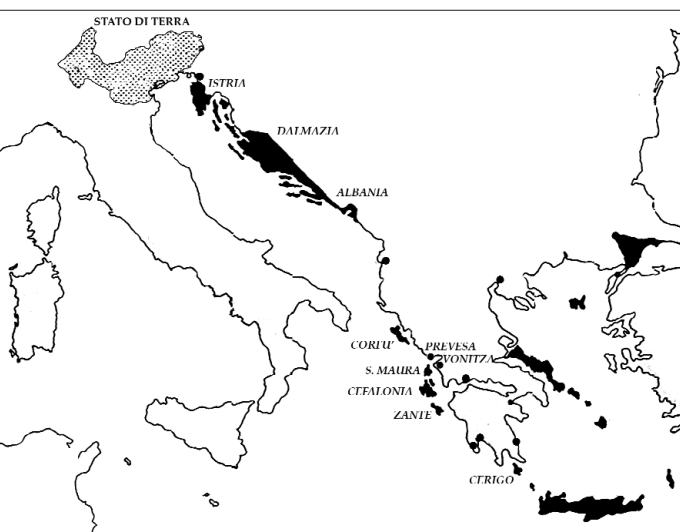 STATO DI TERRA
ISTRIA
DALMAZIA
ALBANIA
CORFU'
PREVESA
VONITZA
S. MAURA
CEFALONIA
ZANTE
CERIGO